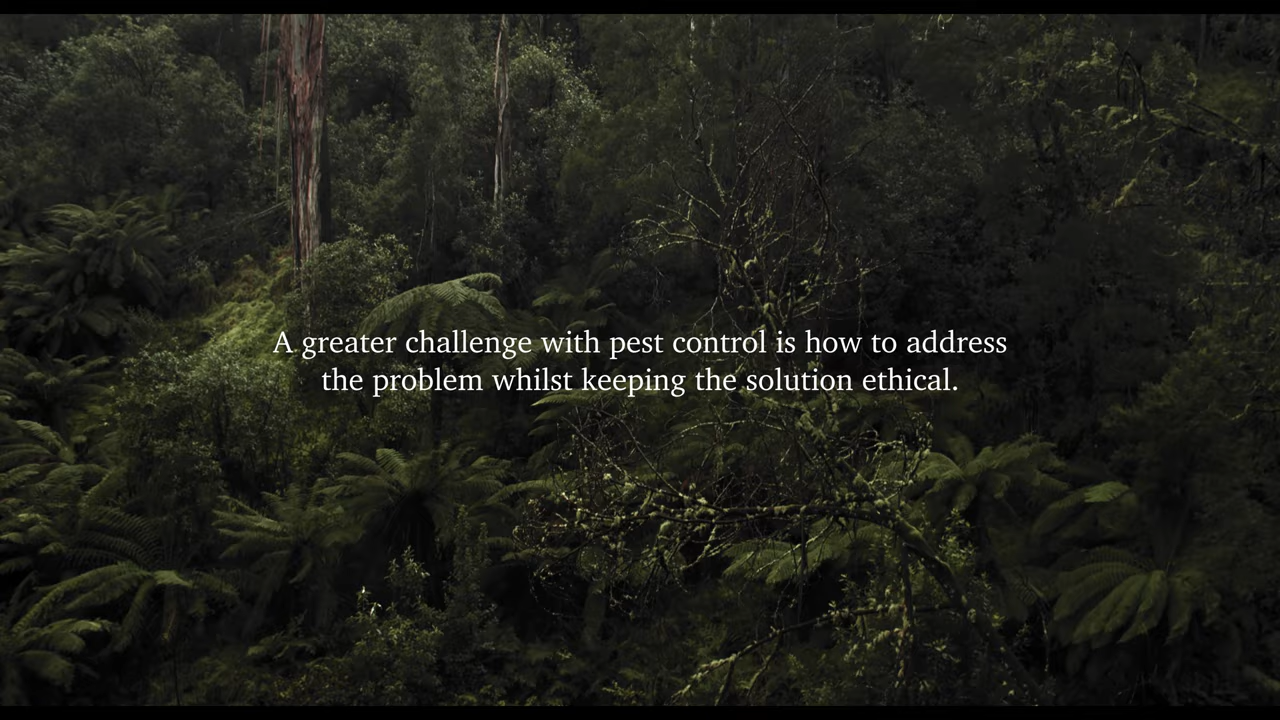 A greater challenge with pest control is how to address
the problem whilst keeping the solution ethical.